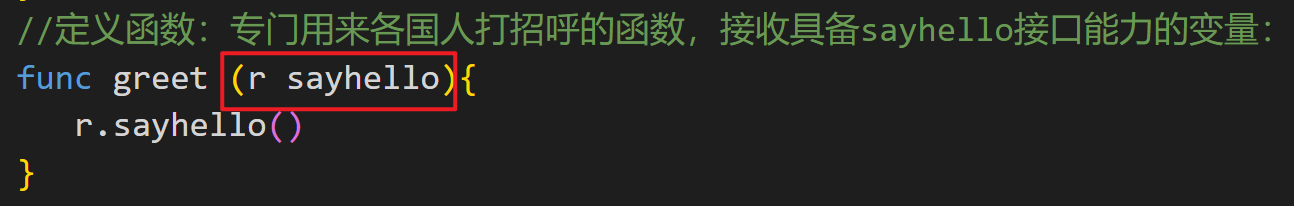 //定义函数：专门用来各国人打招呼的函数，接收具备sayhello接口能力的变量：
func greet (r sayhello){
r.sayhello()
}